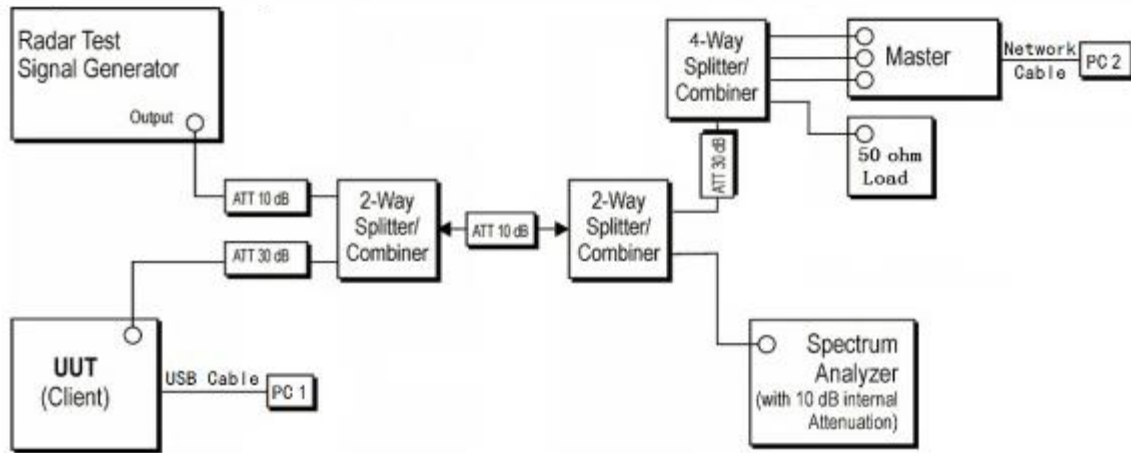 Radar Test
Signal Generator
Output
ATT 10 dB
ATT 30 dB
2-Way
Splitter/
Combiner
ATT 10 dB
2-Way
Splitter/
Combiner
ATT 30 dB
4-Way
Splitter/
Combiner
Master
Network
Cable
PC 2
50 ohm
Load
UUT
(Client)
USB Cable
PC 1
Spectrum
Analyzer
(with 10 dB internal
Attenuation)